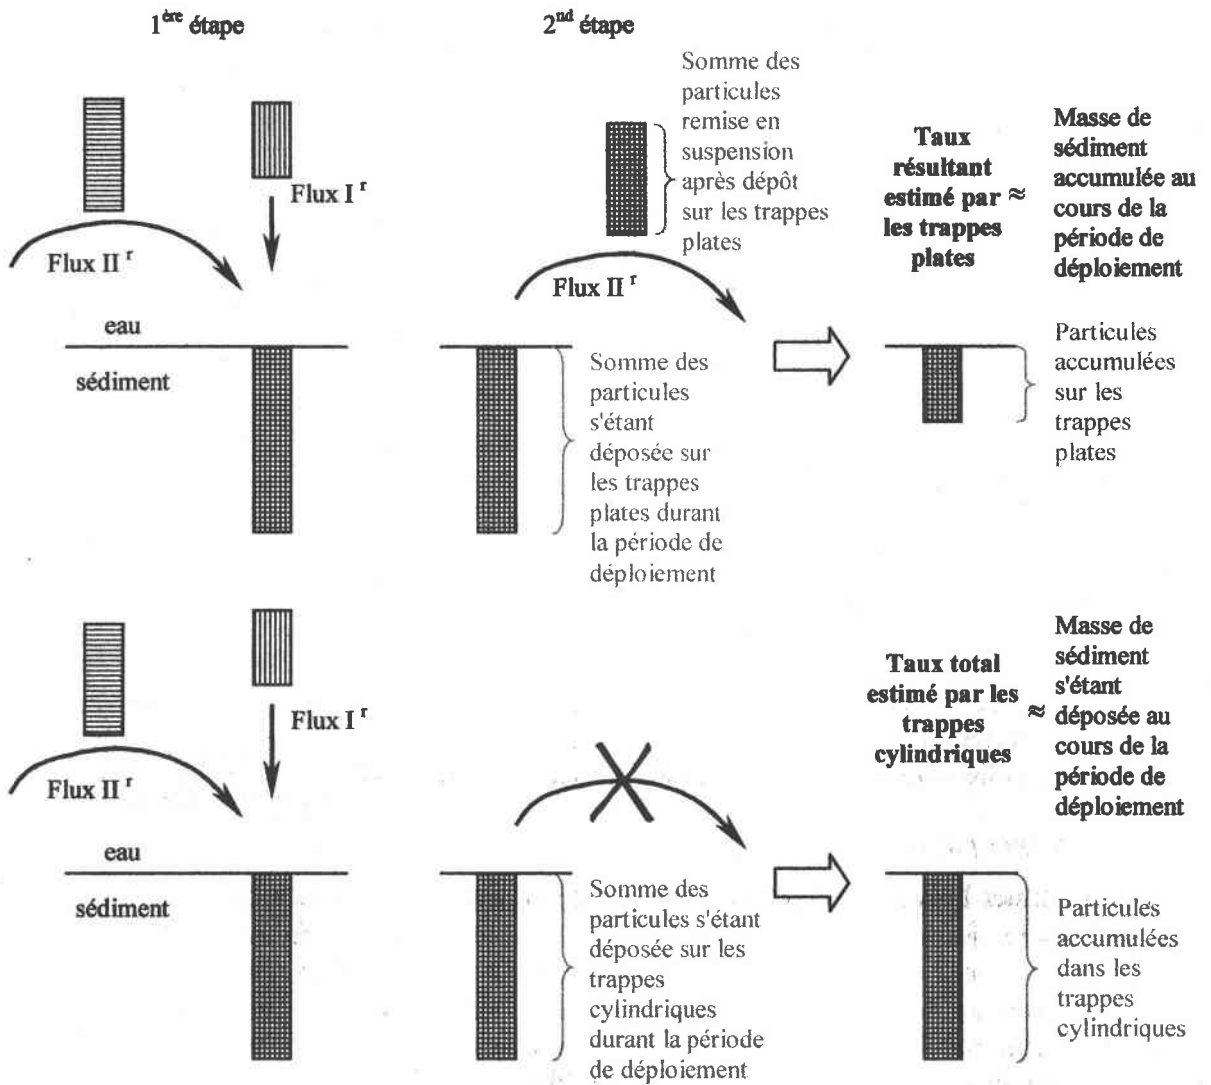 1ère étape
2nd étape
Somme des
particules
remise en
suspension
après dépôt
sur les trappes
plates
Flux I r
Flux II r
Flux II r
Taux
résultant
estimé par ≈
les trappes
plates
Masse de
sédiment
accumulée au
cours de la
période de
déploiement
eau
sédiment
Somme des
particules
s'étant
déposée sur
les trappes
plates durant
la période de
déploiement
Particules
accumulées
sur les
trappes
plates
Flux I r
Flux II r
Taux total
estimé par les
trappes
cylindriques
≈
Masse de
sédiment
s'étant
déposée au
cours de la
période de
déploiement
eau
sédiment
Somme des
particules s'étant
déposée sur les
trappes
cylindriques
durant la période
de déploiement
Particules
accumulées
dans les
trappes
cylindriques